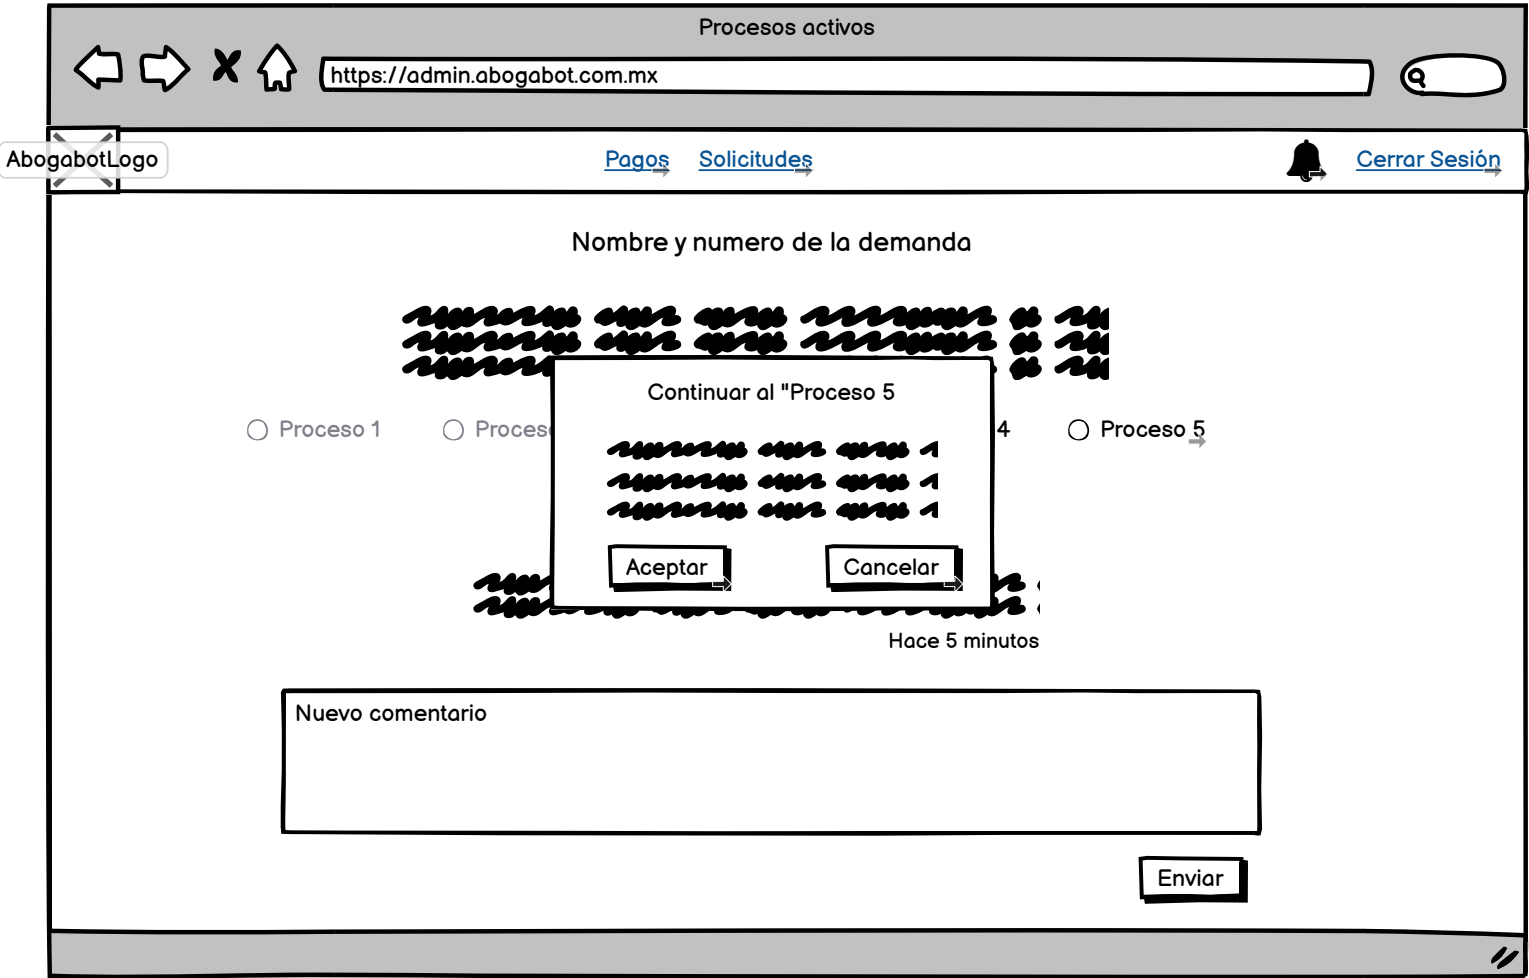 Procesos activos
https://admin.abogabot.com.mx
AbogabotLogo
Pagos Solicitudes Cerrar Sesión
Nombre y numero de la demanda
Continuar al "Proceso 5
Proceso 1 Proces 4 Proceso 5
Aceptar Cancelar
Hace 5 minutos
Nuevo comentario
Enviar